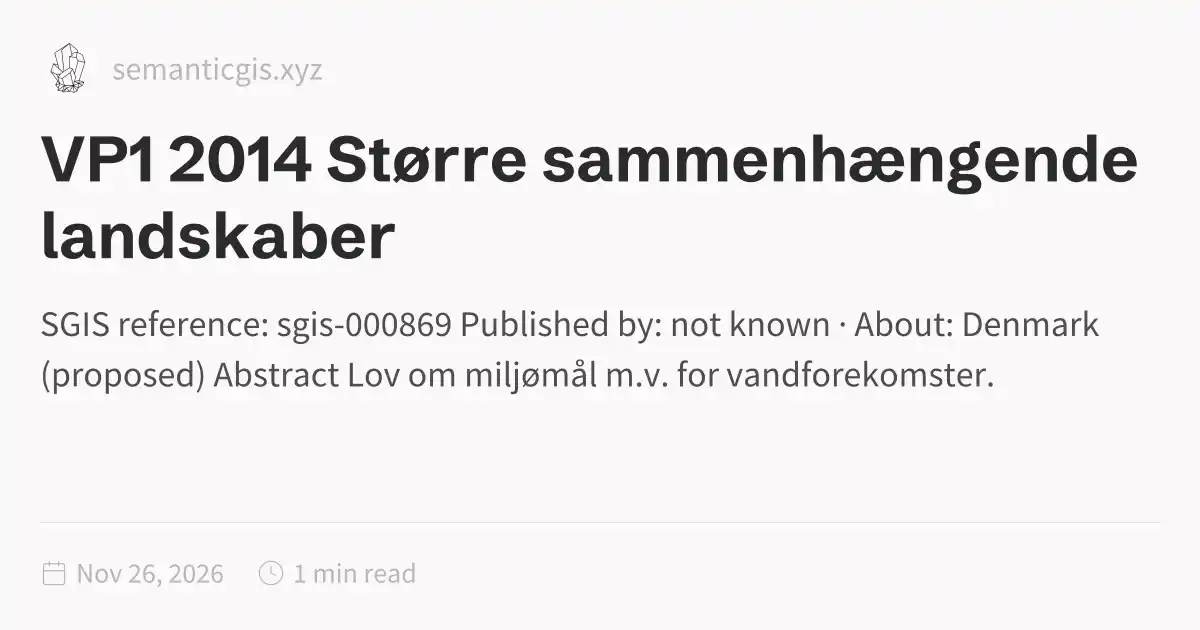 semanticgis.xyz
VP1 2014 Større sammenhængende
landskaber
SGIS reference: sgis-000869 Published by: not known · About: Denmark
(proposed) Abstract Lov om miljømål m.v. for vandforekomster.
Nov 26, 2026 1 min read